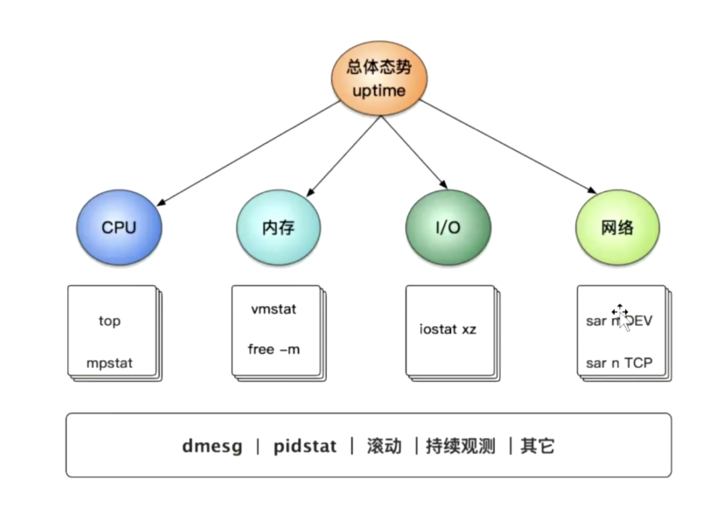 总体态势
uptime
CPU
内存
I/O
网络
top
mpstat
vmstat
free -m
iostat xz
sar n DEV
sar n TCP
dmesg | pidstat | 滚动 | 持续观测 | 其它